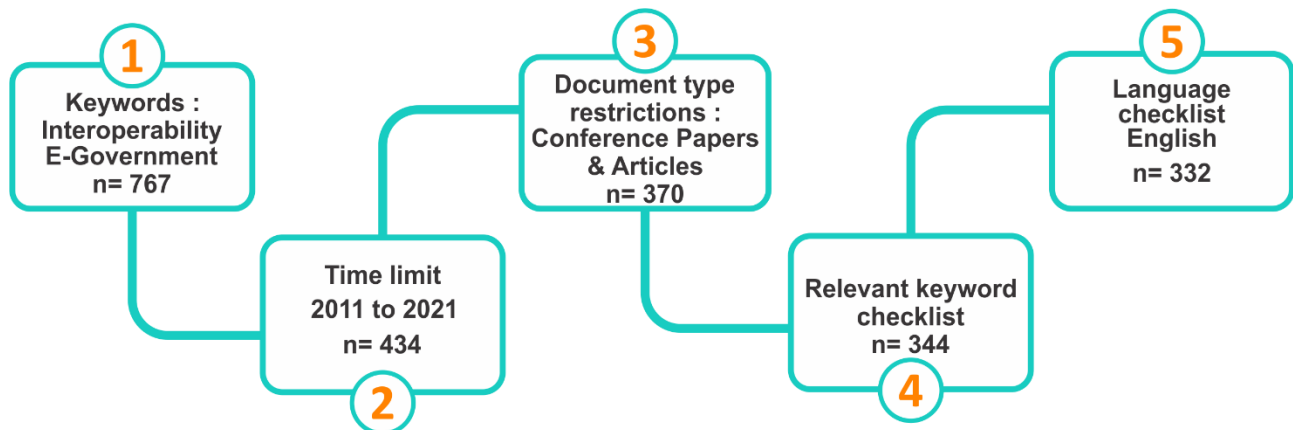 1
Keywords :
Interoperability
E-Government
n= 767
2
Time limit
2011 to 2021
n= 434
3
Document type
restrictions :
Conference Papers
& Articles
n= 370
4
Relevant keyword
checklist
n= 344
5
Language
checklist
English
n= 332